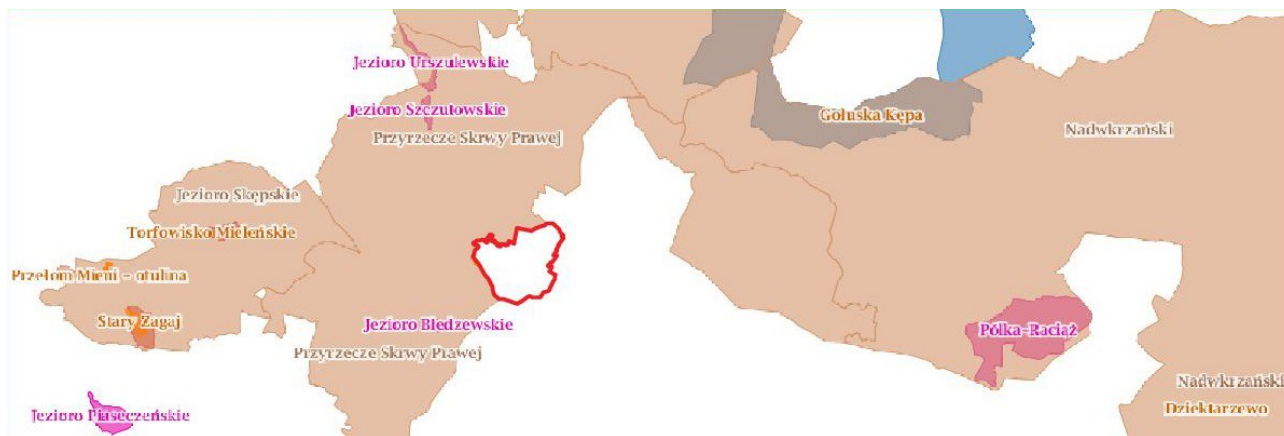 Jezioro Urszulewskie
Jezioro Szczutowskie
Gołuska Kępa
Przyrzecze Skrwy Prawej
Nadwkrzański
Jezioro Skępskie
Torfowisko Mieleńskie
Przełom Mieni – otulina
Stary Zagaj
Jezioro Bledzewskie
Pólka-Raciąż
Przyrzecze Skrwy Prawej
Nadwkrzański
Jezioro Piaseczeńskie
Dziektarzewo